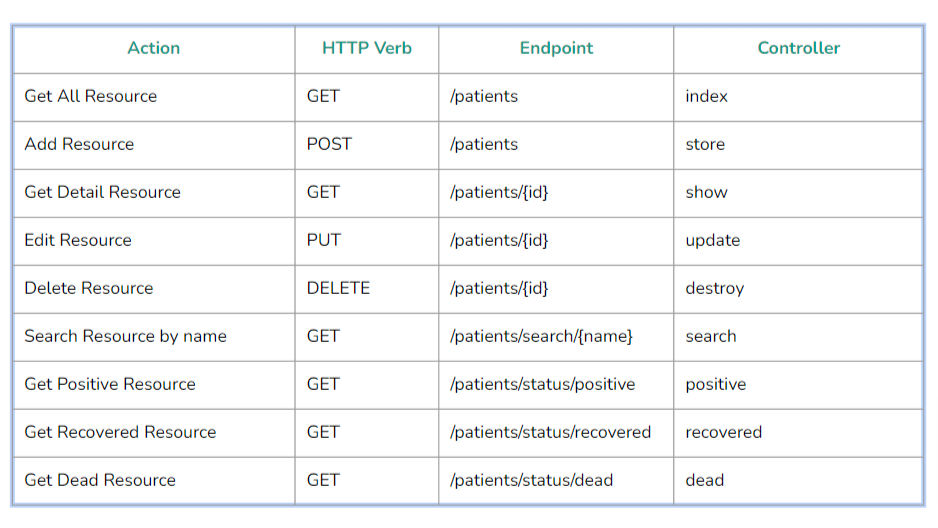 Action HTTP Verb Endpoint Controller
Get All Resource GET /patients index
Add Resource POST /patients store
Get Detail Resource GET /patients/{id} show
Edit Resource PUT /patients/{id} update
Delete Resource DELETE /patients/{id} destroy
Search Resource by name GET /patients/search/{name} search
Get Positive Resource GET /patients/status/positive positive
Get Recovered Resource GET /patients/status/recovered recovered
Get Dead Resource GET /patients/status/dead dead